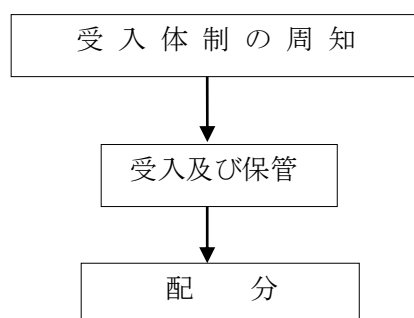 受入体制の周知
受入及び保管
配　分